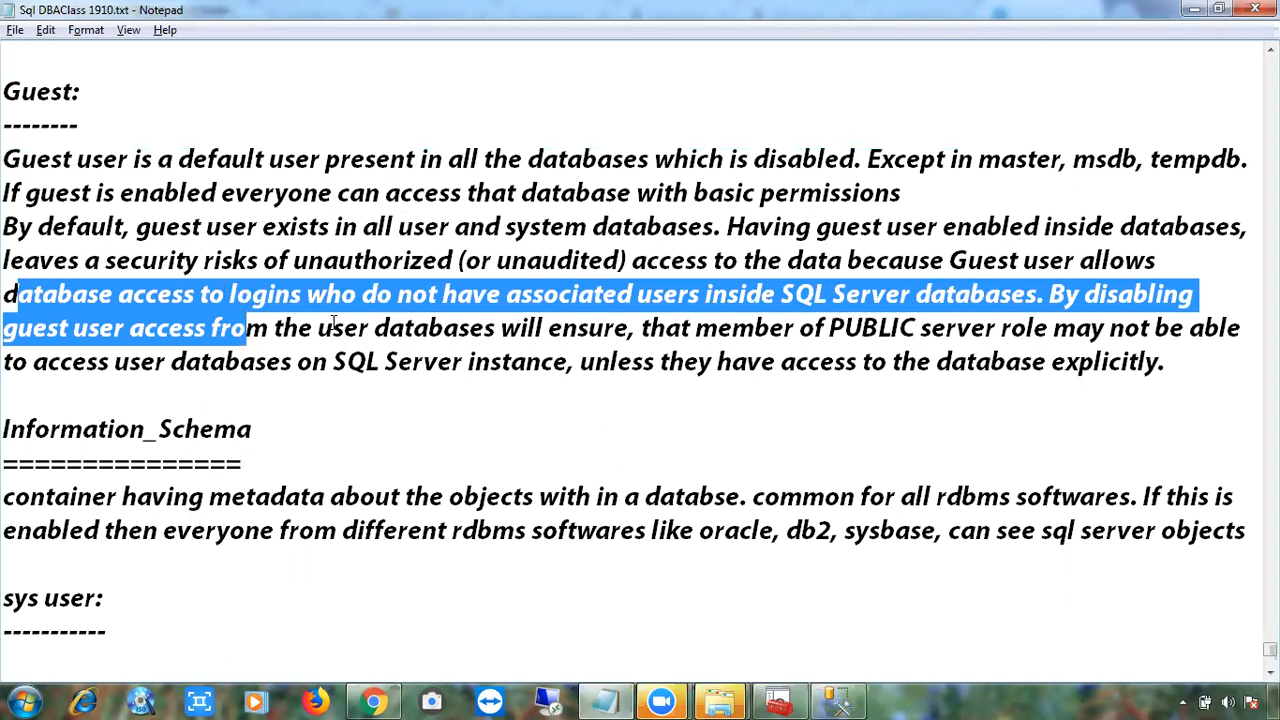 Sql DBAClass 1910.txt - Notepad
File Edit Format View Help
Guest:
--------
Guest user is a default user present in all the databases which is disabled. Except in master, msdb, tempdb.
If guest is enabled everyone can access that database with basic permissions
By default, guest user exists in all user and system databases. Having guest user enabled inside databases,
leaves a security risks of unauthorized (or unaudited) access to the data because Guest user allows
database access to logins who do not have associated users inside SQL Server databases. By disabling
guest user access from the user databases will ensure, that member of PUBLIC server role may not be able
to access user databases on SQL Server instance, unless they have access to the database explicitly.
Information_Schema
===============
container having metadata about the objects with in a databse. common for all rdbms softwares. If this is
enabled then everyone from different rdbms softwares like oracle, db2, sysbase, can see sql server objects
sys user:
-----------